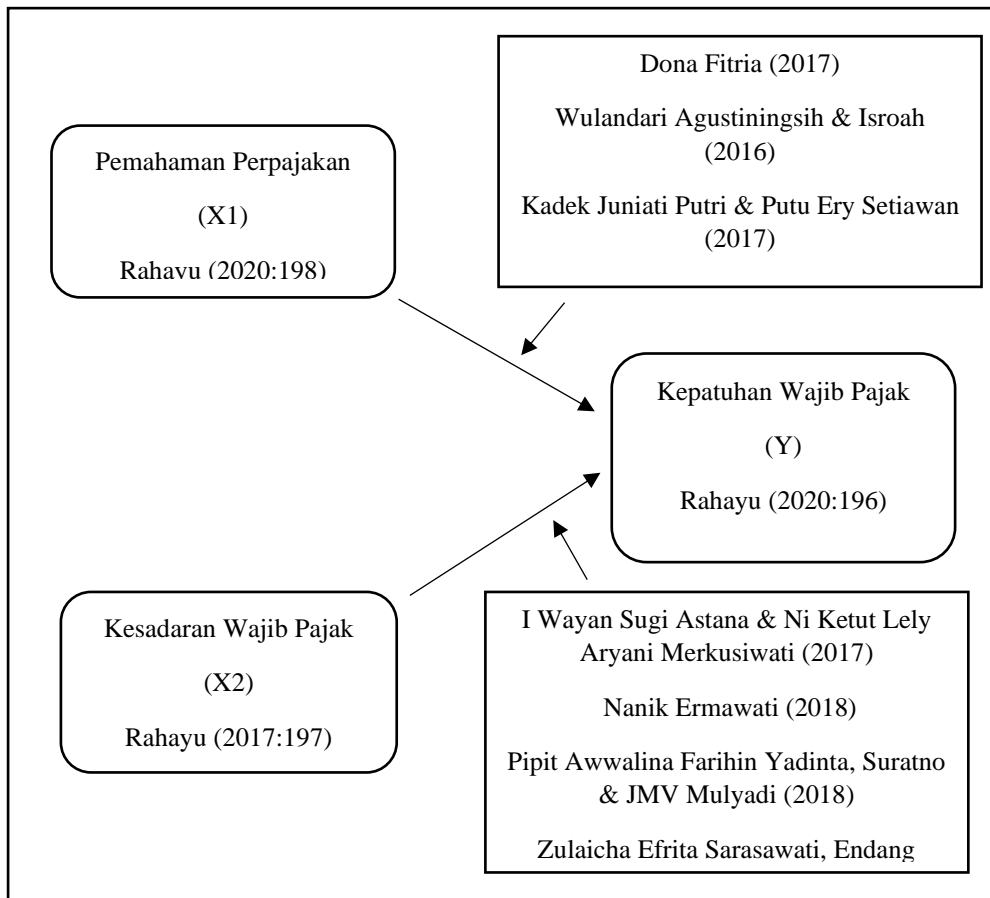 Dona Fitria (2017)
Wulandari Agustiningsih & Isroah
(2016)
Kadek Juniati Putri & Putu Ery Setiawan
(2017)
Pemahaman Perpajakan
(X1)
Rahayu (2020:198)
Kepatuhan Wajib Pajak
(Y)
Rahayu (2020:196)
Kesadaran Wajib Pajak
(X2)
Rahayu (2017:197)
I Wayan Sugi Astana & Ni Ketut Lely
Aryani Merkusiwati (2017)
Nanik Ermawati (2018)
Pipit Awwalina Farihin Yadinta, Suratno
& JMV Mulyadi (2018)
Zulaicha Efrita Sarasawati, Endang